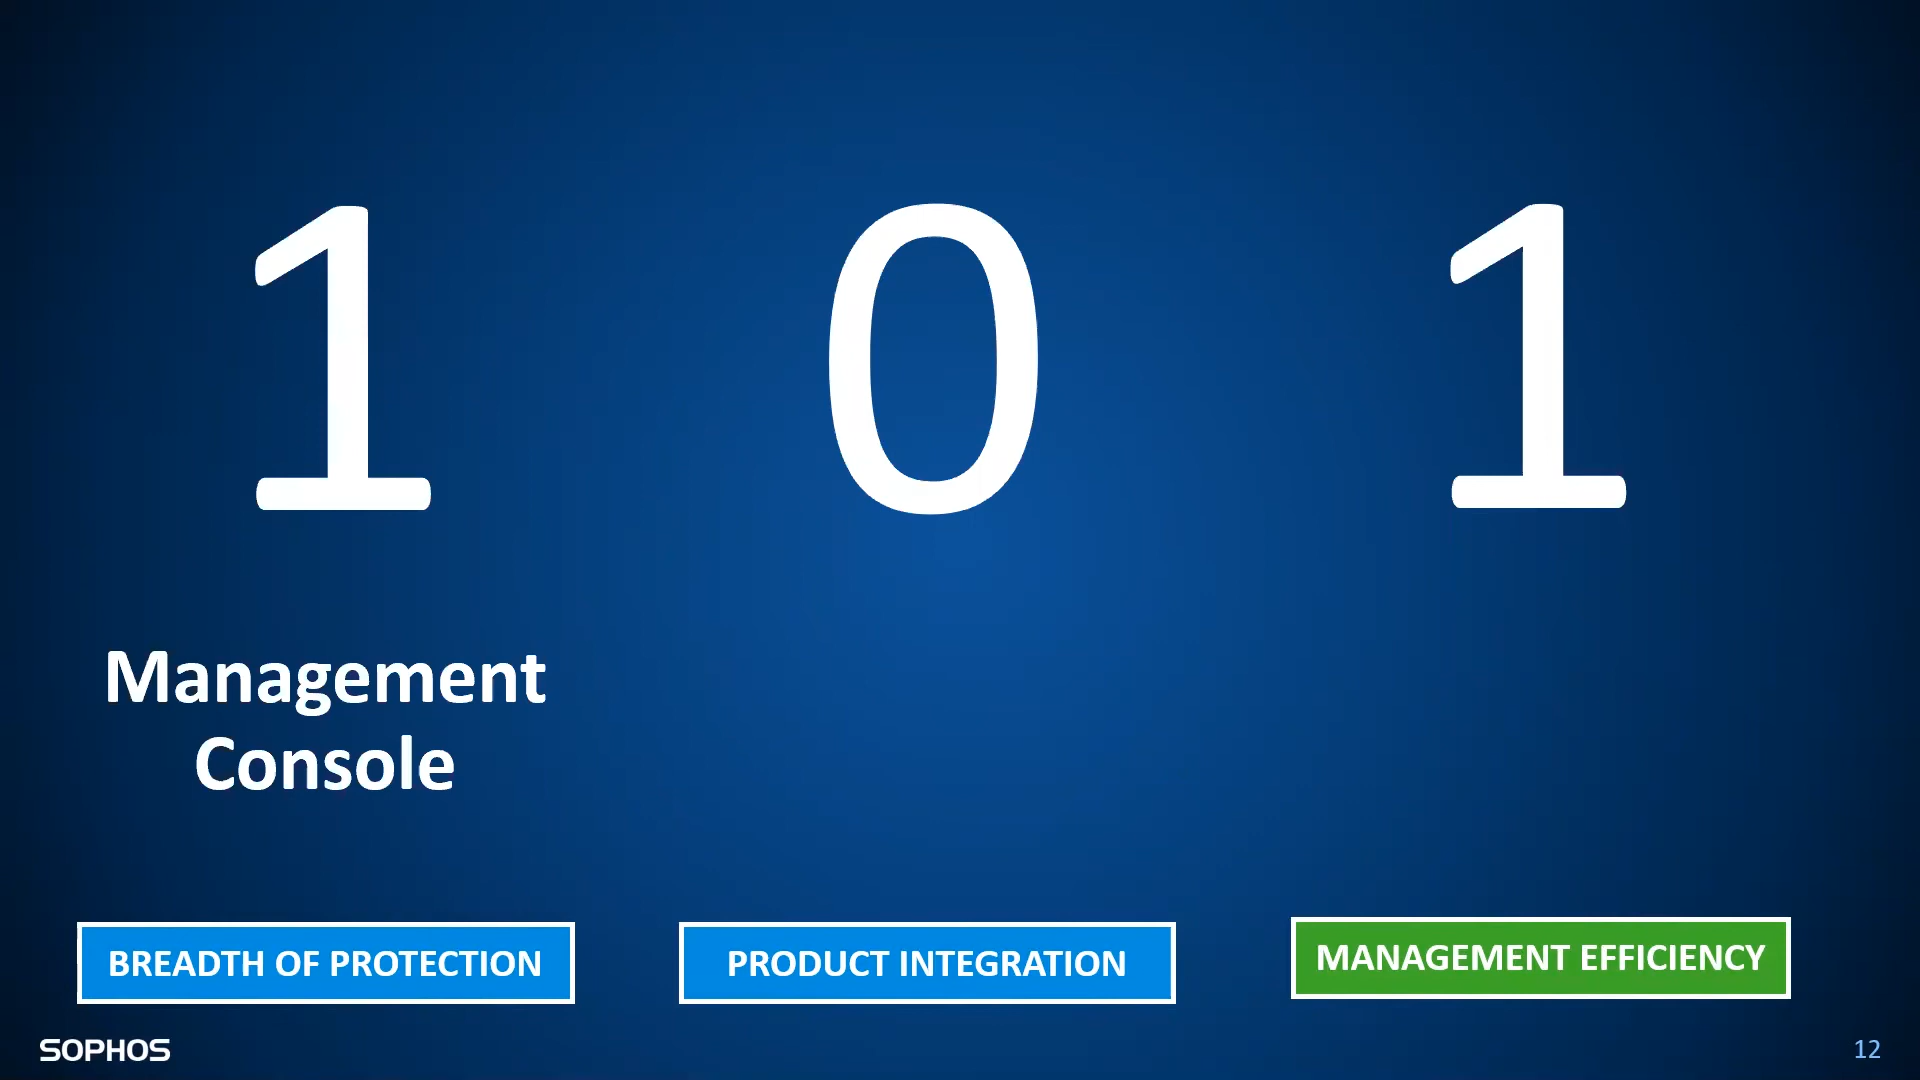 1 0 1
Management
Console
BREADTH OF PROTECTION
PRODUCT INTEGRATION
MANAGEMENT EFFICIENCY
SOPHOS
12